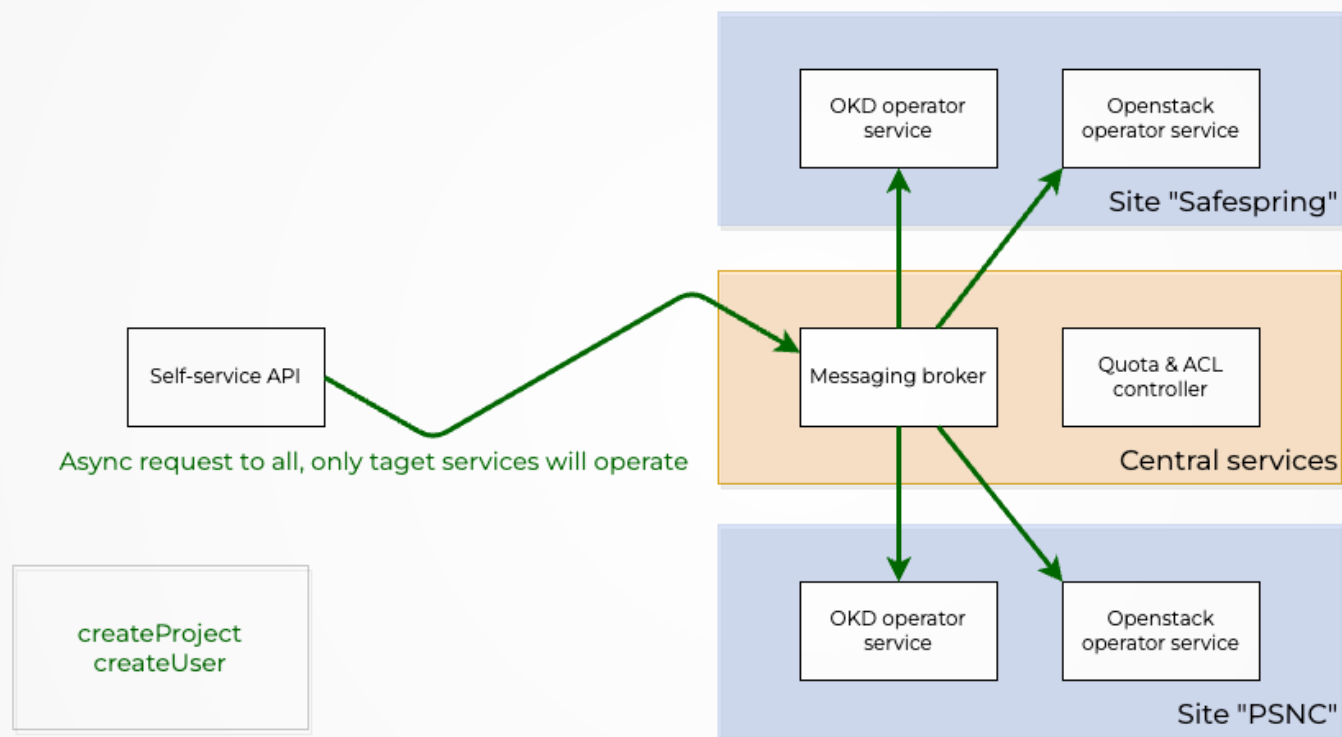 OKD operator
service
Openstack
operator service
Site "Safespring"
Self-service API
Messaging broker
Quota & ACL
controller
Async request to all, only taget services will operate
Central services
createProject
createUser
OKD operator
service
Openstack
operator service
Site "PSNC"